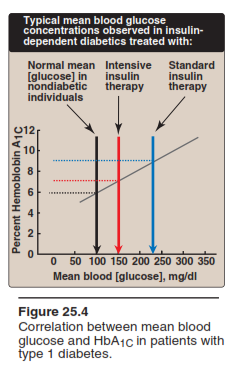 Typical mean blood glucose
concentrations observed in insulin-
dependent diabetics treated with:
Normal mean
[glucose] in
nondiabetic
individuals
Intensive
insulin
therapy
Standard
insulin
therapy
Percent Hemoblobin A1C
12
10
8
6
4
2
0
0 50 100 150 200 250 300 350
Mean blood [glucose], mg/dl
Figure 25.4
Correlation between mean blood
glucose and HbA1C in patients with
type 1 diabetes.